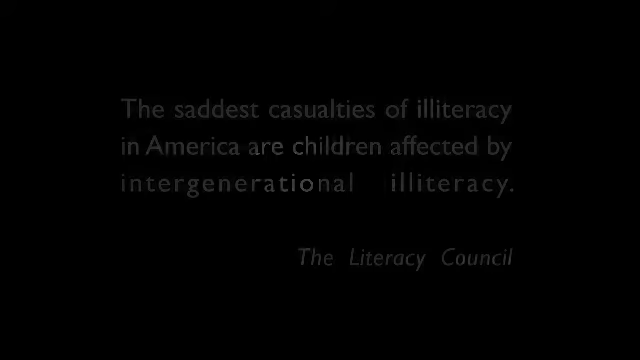 The saddest casualties of illiteracy
in America are children affected by
intergenerational illiteracy.
The Literacy Council